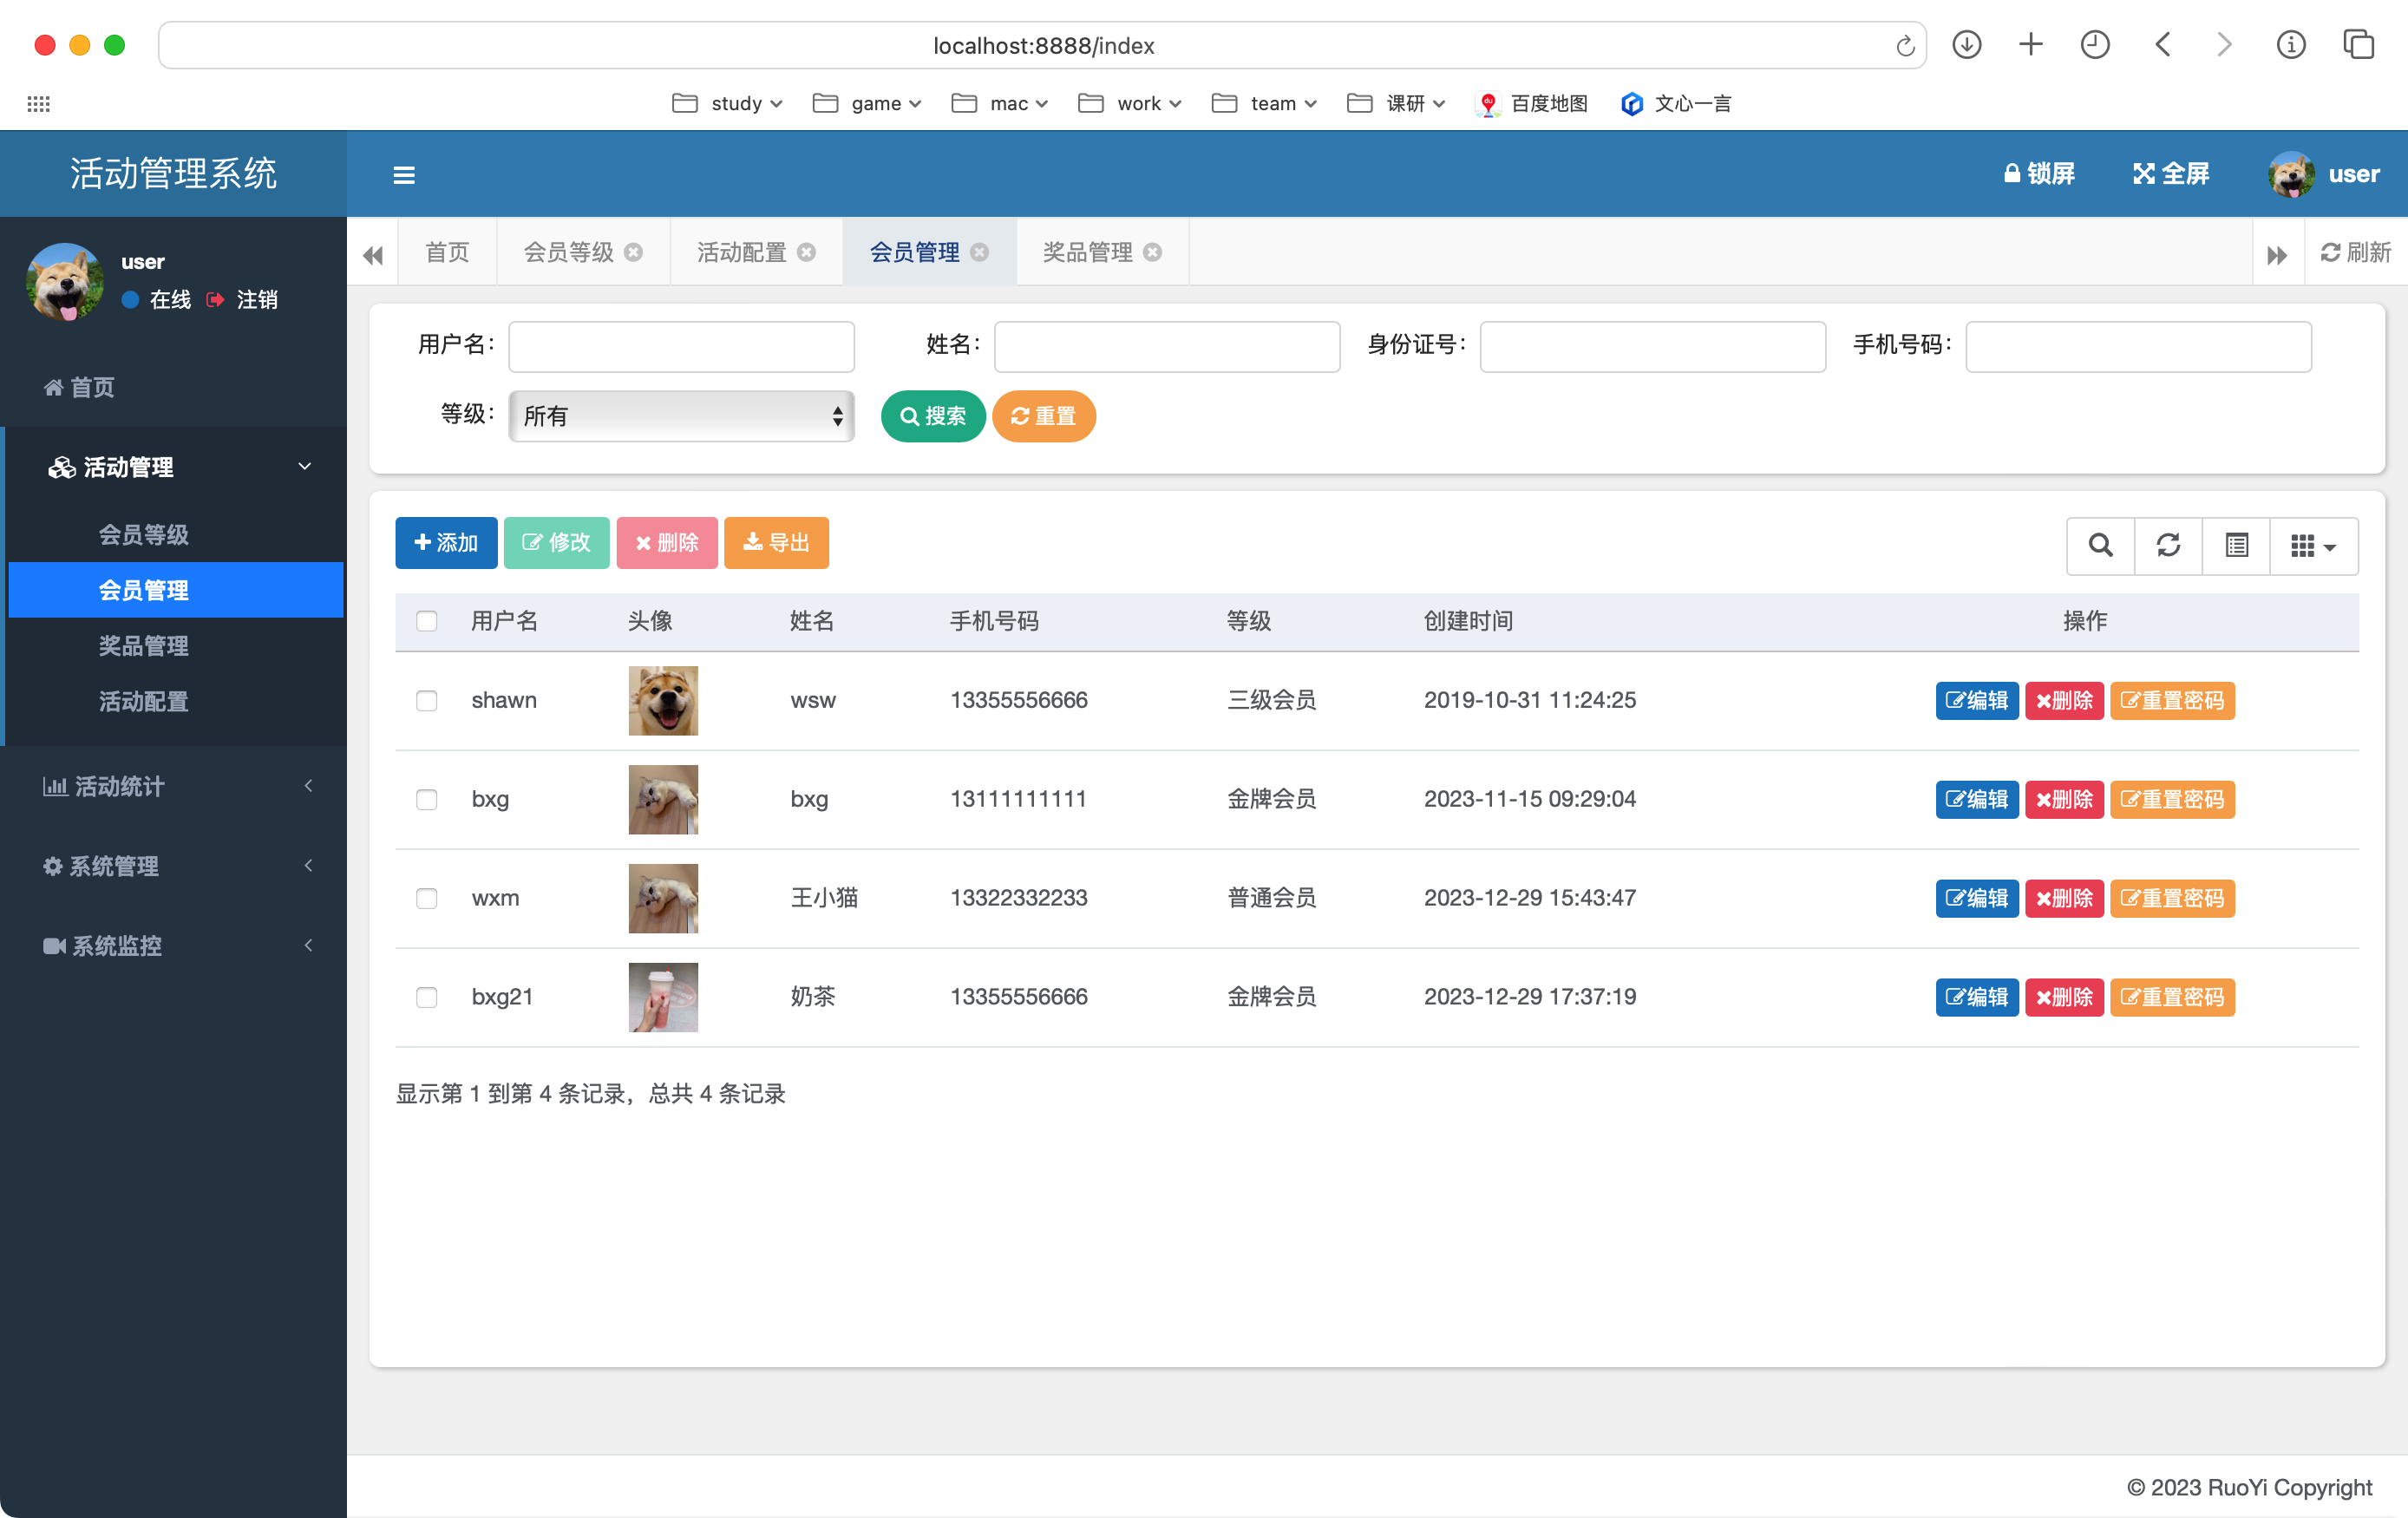 localhost:8888/index
study game mac work team 课研 百度地图 文心一言
活动管理系统 锁屏 全屏 user
user
在线 注销
首页
活动管理
会员等级
会员管理
奖品管理
活动配置
活动统计
系统管理
系统监控
首页 会员等级 活动配置 会员管理 奖品管理 刷新
用户名： 姓名： 身份证号： 手机号码：
等级： 所有 搜索 重置
添加 修改 删除 导出
用户名 头像 姓名 手机号码 等级 创建时间 操作
shawn wsw 13355556666 三级会员 2019-10-31 11:24:25 编辑 删除 重置密码
bxg bxg 13111111111 金牌会员 2023-11-15 09:29:04 编辑 删除 重置密码
wxm 王小猫 13322332233 普通会员 2023-12-29 15:43:47 编辑 删除 重置密码
bxg21 奶茶 13355556666 金牌会员 2023-12-29 17:37:19 编辑 删除 重置密码
显示第 1 到第 4 条记录，总共 4 条记录
© 2023 RuoYi Copyright